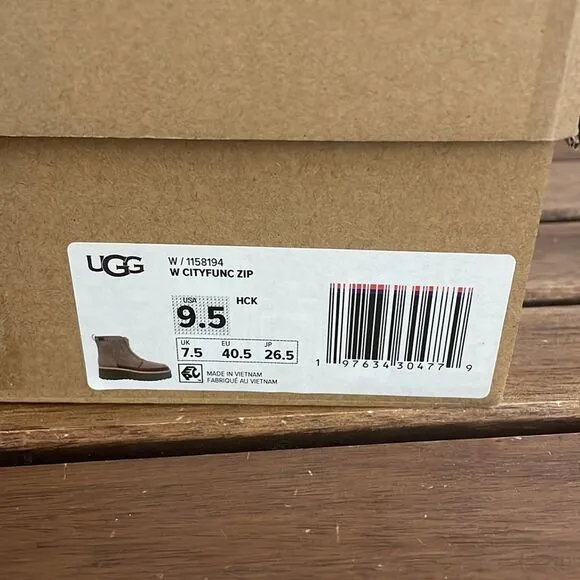 UGG
W / 1158194
W CITYFUNC ZIP
USA
9.5
HCK
UK EU JP
7.5 40.5 26.5
MADE IN VIETNAM
FABRIQUÉ AU VIETNAM
1 97634 30477 9